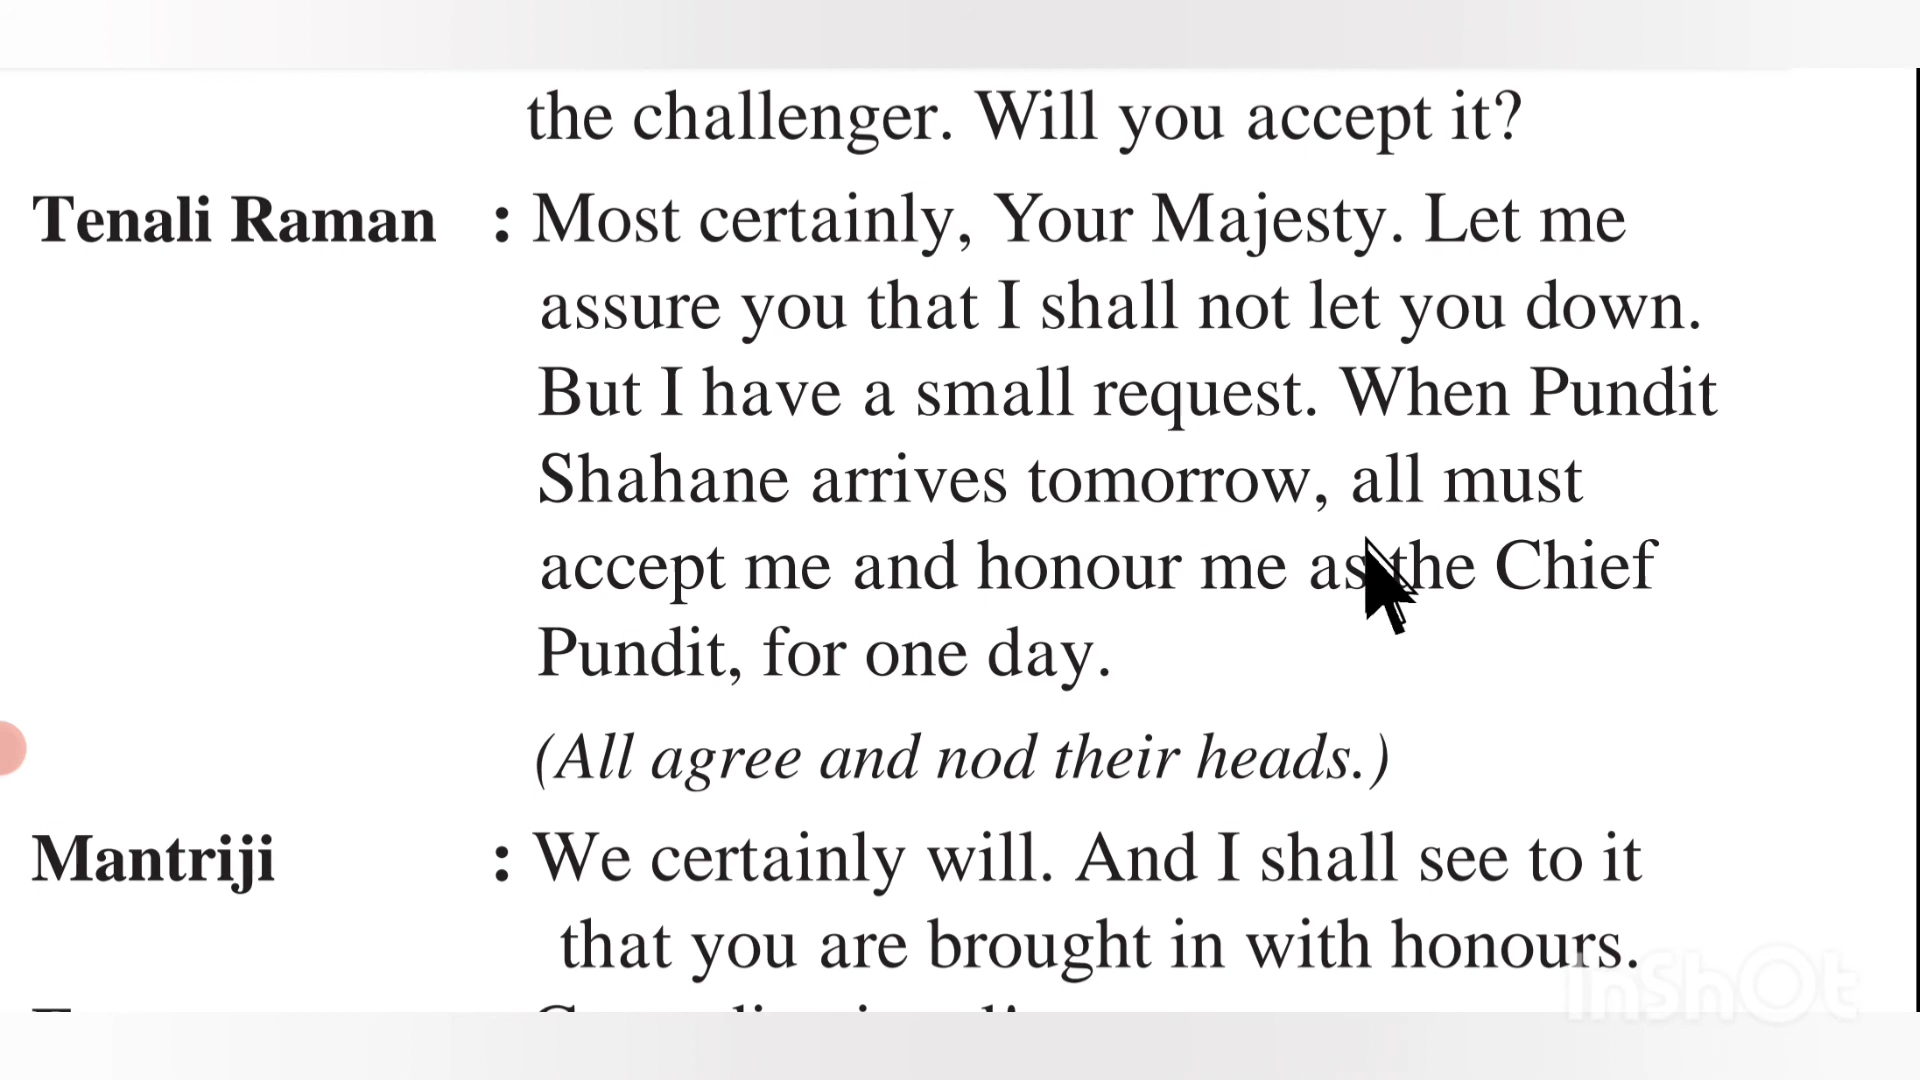 the challenger. Will you accept it?
Tenali Raman : Most certainly, Your Majesty. Let me
assure you that I shall not let you down.
But I have a small request. When Pundit
Shahane arrives tomorrow, all must
accept me and honour me as the Chief
Pundit, for one day.
(All agree and nod their heads.)
Mantriji : We certainly will. And I shall see to it
that you are brought in with honours.
InShOt